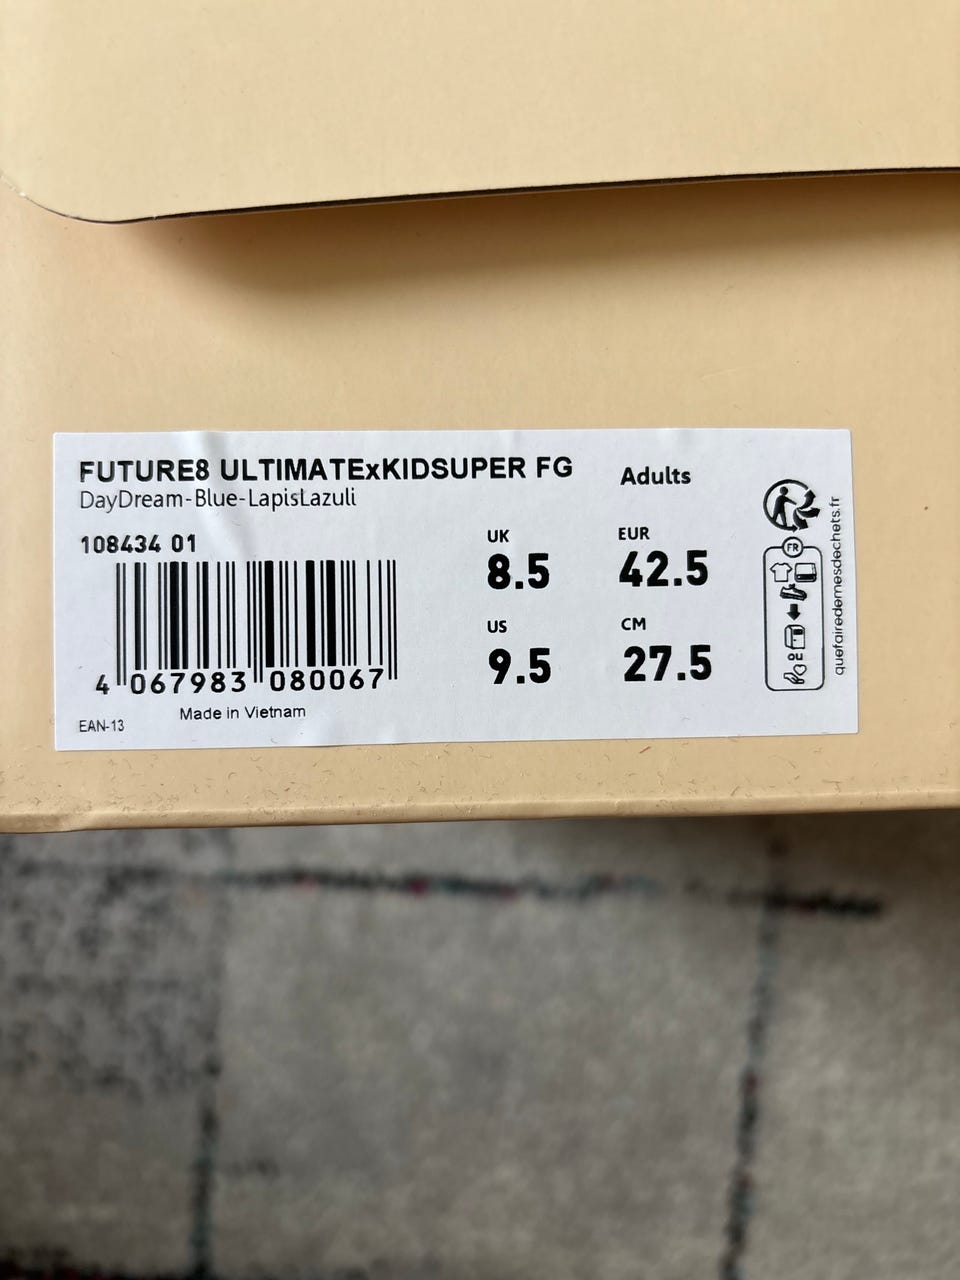 FUTURE8 ULTIMATExKIDSUPER FG
DayDream-Blue-LapisLazuli
Adults
108434 01
UK
8.5
EUR
42.5
US
9.5
CM
27.5
4 067983 080067
EAN-13
Made in Vietnam
FR
OU
quefairedemesdechets.fr